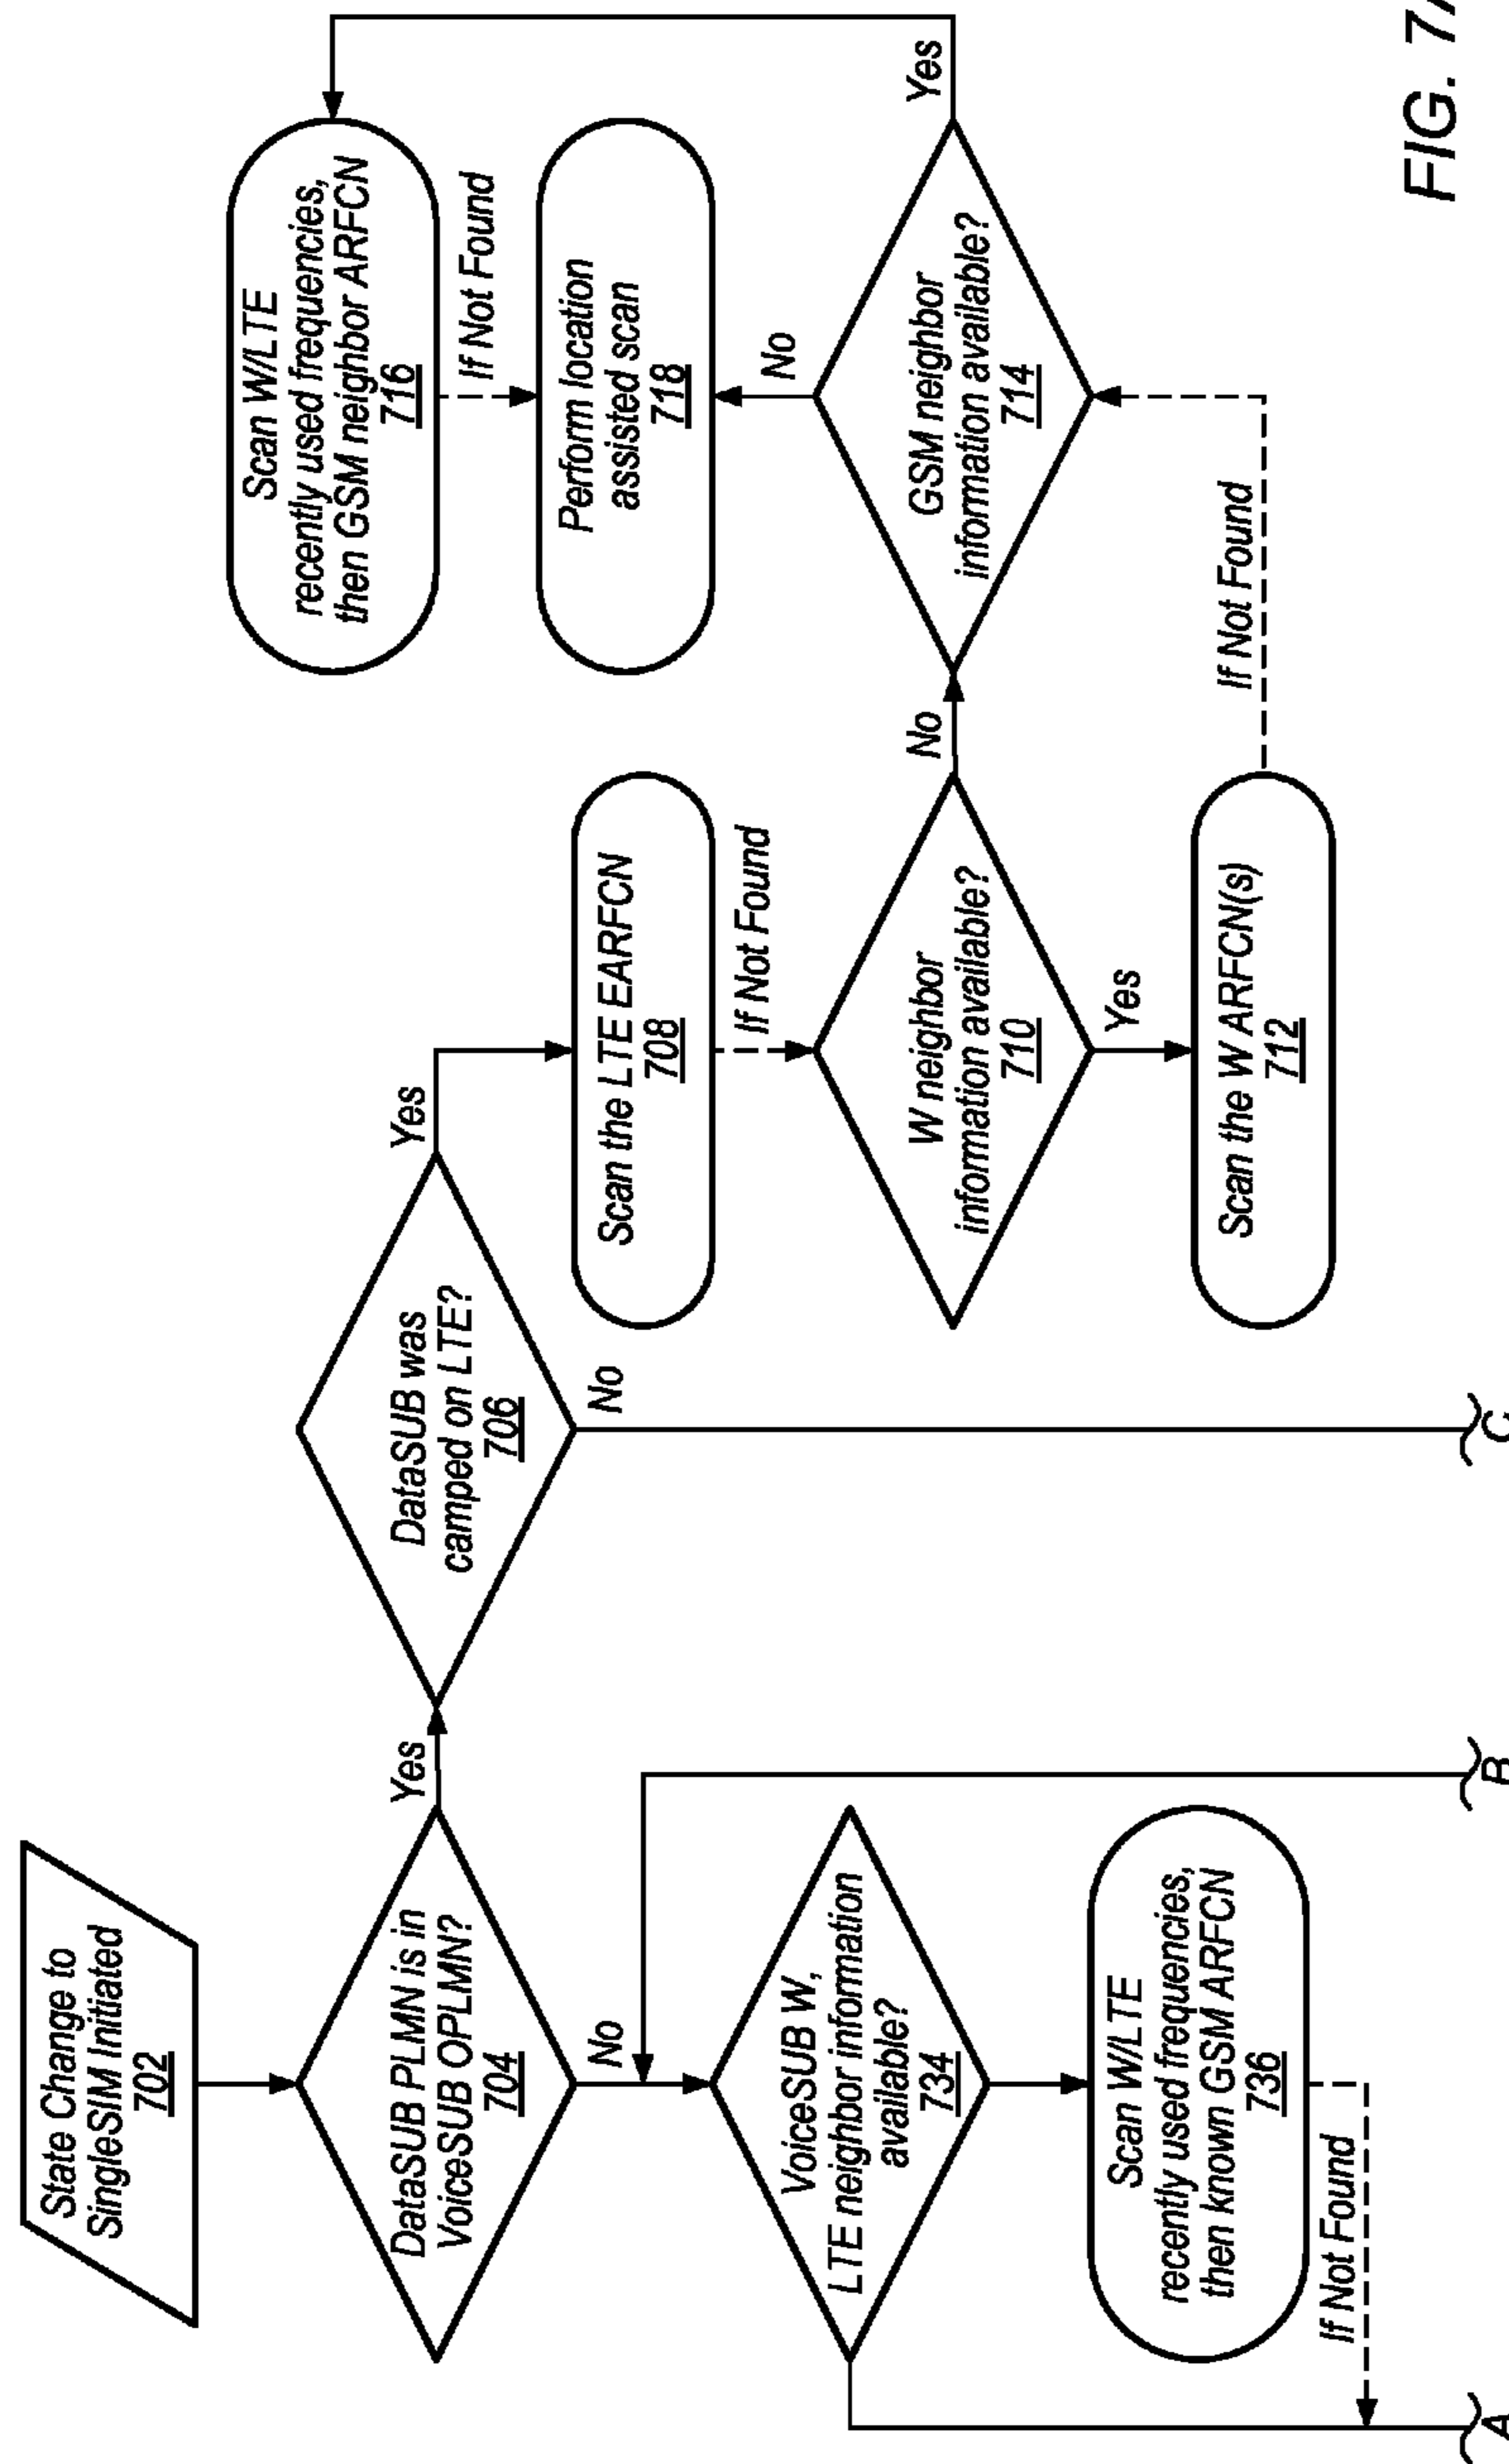 State Change to
SingleSIM Initiated
702
DataSUB PLMN is in
VoiceSUB OPLMN?
704
Yes
No
DataSUB was
camped on LTE?
706
Yes
No
Scan the LTE EARFCN
708
If Not Found
W neighbor
information available?
710
No
Yes
Scan the W ARFCN(s)
712
If Not Found
GSM neighbor
information available?
714
Yes
No
Scan W/LTE
recently used frequencies,
then GSM neighbor ARFCN
716
If Not Found
Perform location
assisted scan
718
VoiceSUB W,
LTE neighbor information
available?
734
Scan W/LTE
recently used frequencies,
then known GSM ARFCN
736
If Not Found
A
B
C
FIG. 7A